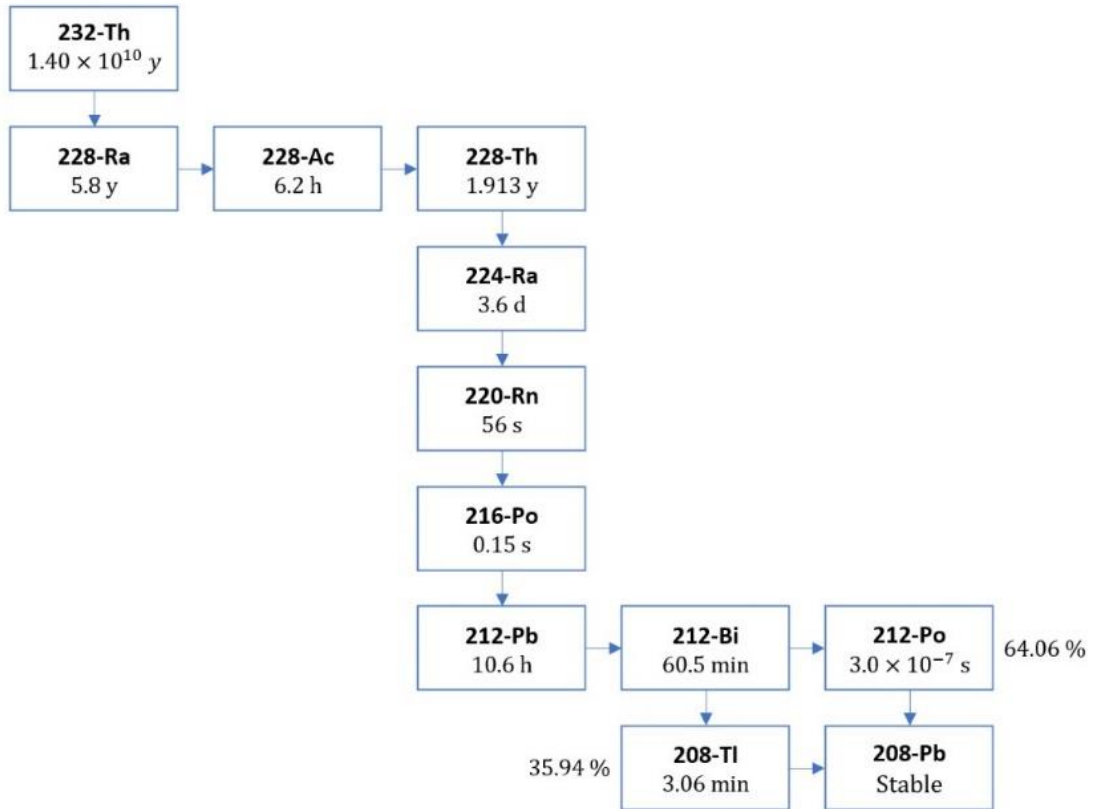 232-Th
1.40 × 10¹⁰ y
228-Ra
5.8 y
228-Ac
6.2 h
228-Th
1.913 y
224-Ra
3.6 d
220-Rn
56 s
216-Po
0.15 s
212-Pb
10.6 h
212-Bi
60.5 min
212-Po
3.0 × 10⁻⁷ s
64.06 %
35.94 %
208-Tl
3.06 min
208-Pb
Stable